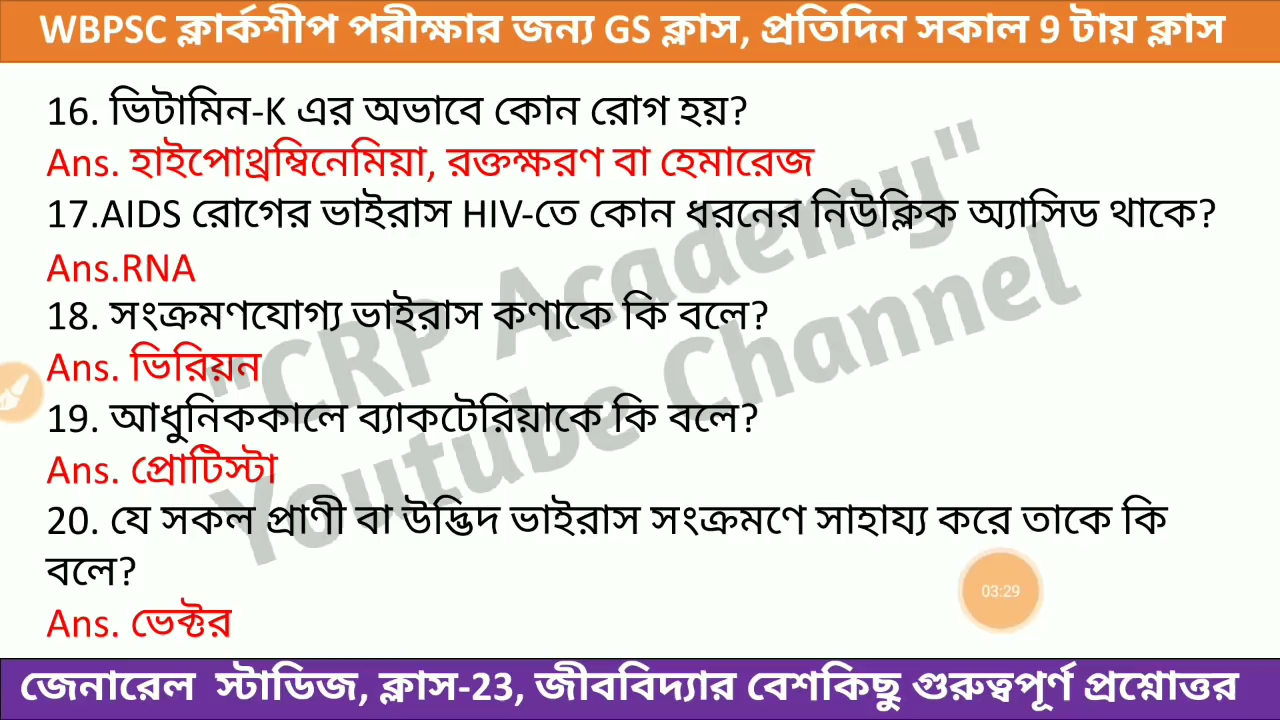 WBPSC ক্লার্কশীপ পরীক্ষার জন্য GS ক্লাস, প্রতিদিন সকাল 9 টায় ক্লাস
16. ভিটামিন-K এর অভাবে কোন রোগ হয়?
Ans. হাইপোথ্রম্বিনেমিয়া, রক্তক্ষরণ বা হেমারেজ
17.AIDS রোগের ভাইরাস HIV-তে কোন ধরনের নিউক্লিক অ্যাসিড থাকে?
Ans.RNA
18. সংক্রমণযোগ্য ভাইরাস কণাকে কি বলে?
Ans. ভিরিয়ন
19. আধুনিককালে ব্যাকটেরিয়াকে কি বলে?
Ans. প্রোটিস্টা
20. যে সকল প্রাণী বা উদ্ভিদ ভাইরাস সংক্রমণে সাহায্য করে তাকে কি
বলে?
Ans. ভেক্টর
"CRP Academy"
Youtube Channel
03:29
জেনারেল স্টাডিজ, ক্লাস-23, জীববিদ্যার বেশকিছু গুরুত্বপূর্ণ প্রশ্নোত্তর